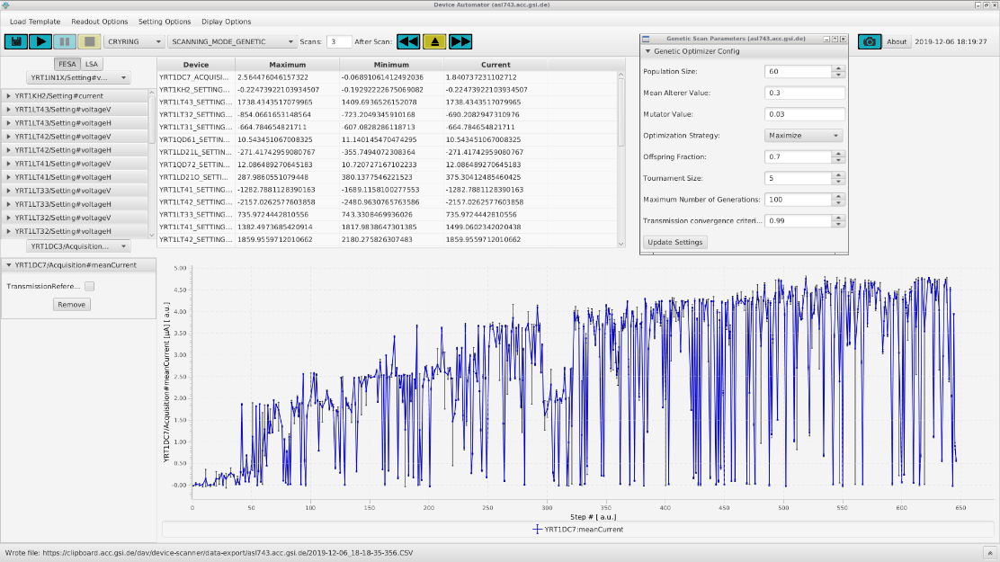 Device Automator (asl743.acc.gsi.de)
Load Template Readout Options Setting Options Diplay Options
CRYRING SCANNING_MODE_GENETIC Scans: 3 After Scan: About 2019-12-06 18:19:27
FESA LSA
YRT1IN1X/Setting#v...
YRT1KH2/Setting#current
YRT1LT43/Setting#voltageV
YRT1LT43/Setting#voltageH
YRT1LT42/Setting#voltageV
YRT1LT42/Setting#voltageH
YRT1LT41/Setting#voltageV
YRT1LT41/Setting#voltageH
YRT1LT33/Setting#voltageV
YRT1LT33/Setting#voltageH
YRT1LT32/Setting#voltageV
YRT1LT32/Setting#voltageH
YRT1DC3/Acquisition...
YRT1DC7/Acquisition#meanCurrent
TransmissionRefere...
Remove
Device Maximum Minimum Current
YRT1DC7_ACQUISI... 2.564476046157322 -0.06891061412492036 1.840737231102712
YRT1KH2_SETTING... -0.22473922103934507 -0.19292222675069082 -0.22473922103934507
YRT1LT43_SETTING... 1738.4343517079965 1409.6936526152078 1738.4343517079965
YRT1LT32_SETTING... -854.0661653148564 -723.2049345910168 -690.2082947310976
YRT1LT31_SETTING... -664.784654821711 -607.0828286118713 -664.784654821711
YRT1QD61_SETTIN... 10.543451067008325 11.140145470474295 10.543451067008325
YRT1LD21L_SETTIN... -271.41742959080767 -355.74940072308364 -271.41742959080767
YRT1QD72_SETTIN... 12.086489270645183 10.720727167102233 12.086489270645183
YRT1LD21O_SETTI... 287.9860551079448 380.1377546221523 375.30412485460425
YRT1LT41_SETTING... -1282.7881128390163 -1689.1158100277553 -1282.7881128390163
YRT1LT42_SETTING... -2157.0262577603858 -2480.9630765763586 -2157.0262577603858
YRT1LT33_SETTING... 735.9724442810556 743.3308469936026 735.9724442810556
YRT1LT41_SETTING... 1382.4973685420914 1817.9838647301385 1499.0602342020438
YRT1LT42_SETTING... 1859.9559712010662 2180.275826307483 1859.9559712010662
Genetic Scan Parameters (asl743.acc.gsi.de)
Genetic Optimizer Config
Population Size: 60
Mean Alterer Value: 0.3
Mutator Value: 0.03
Optimization Strategy: Maximize
Offspring Fraction: 0.7
Tournament Size: 5
Maximum Number of Generations: 100
Transmission convergence criteri... 0.99
Update Settings
YRT1DC7/Acquisition#meanCurrent [µA] [ a.u.]
5.00
4.50
4.00
3.50
3.00
2.50
2.00
1.50
1.00
0.50
-0.00
0 50 100 150 200 250 300 350 400 450 500 550 600 650
Step # [ a.u.]
YRT1DC7:meanCurrent
Wrote file: https://clipboard.acc.gsi.de/dav/device-scanner/data-export/asl743.acc.gsi.de/2019-12-06_18-18-35-356.CSV